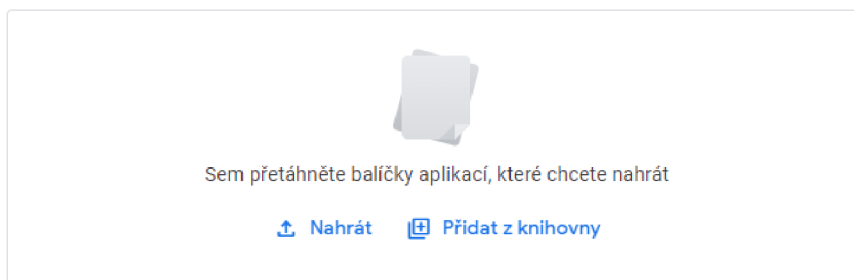 Sem přetáhněte balíčky aplikací, které chcete nahrát
Nahrát Přidat z knihovny